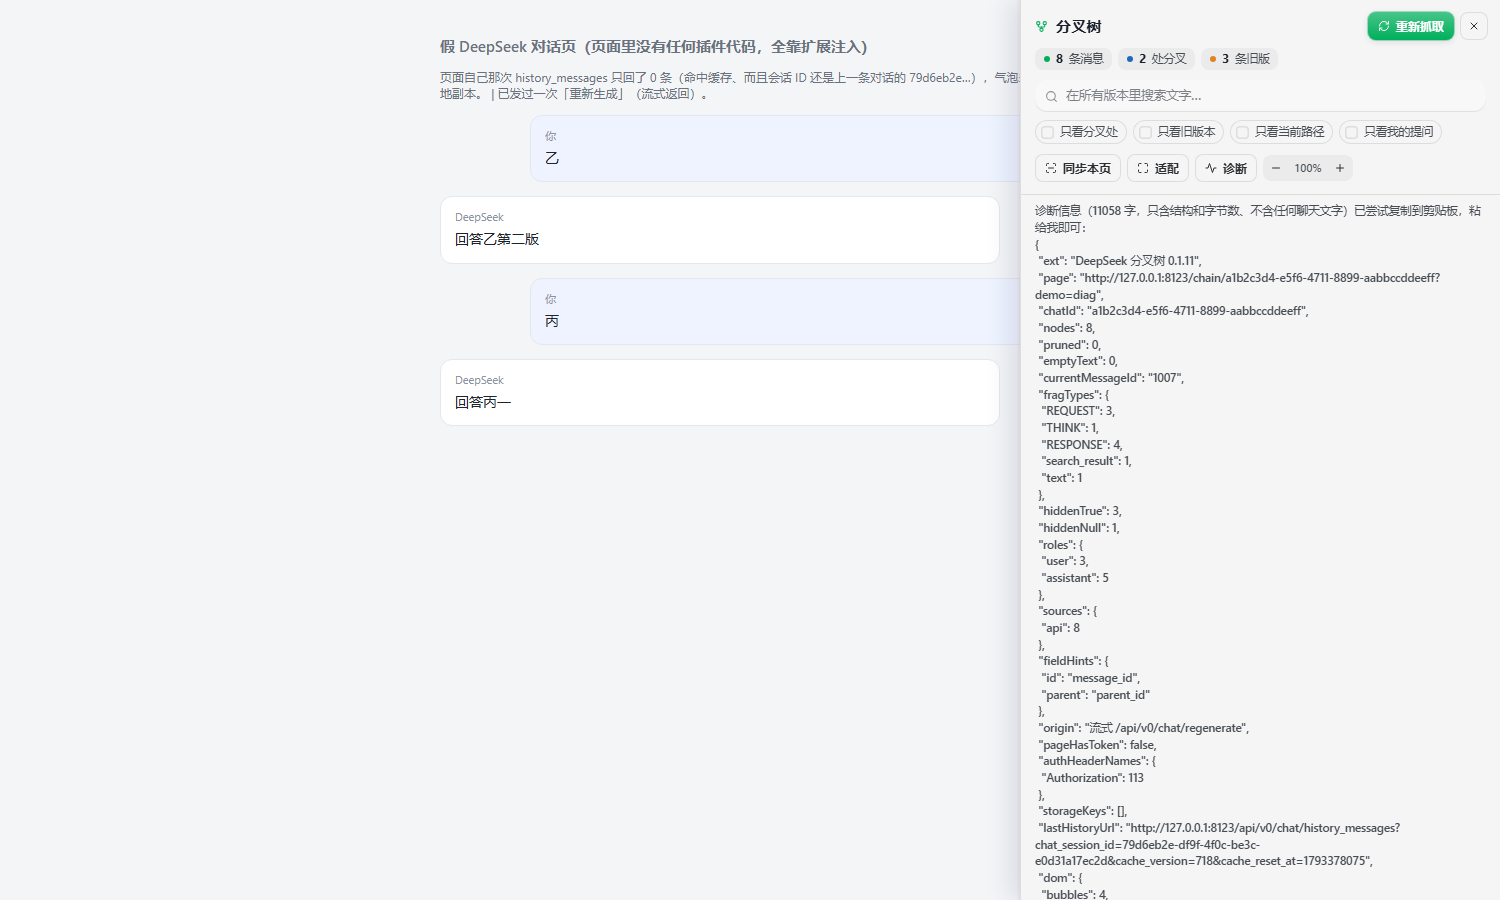 假 DeepSeek 对话页（页面里没有任何插件代码，全靠扩展注入）
页面自己那次 history_messages 只回了 0 条（命中缓存、而且会话 ID 还是上一条对话的 79d6eb2e...），气泡
地副本。 | 已发过一次「重新生成」（流式返回）。
你
乙
DeepSeek
回答乙第二版
你
丙
DeepSeek
回答丙一
分叉树
重新抓取
×
8 条消息
2 处分叉
3 条旧版
在所有版本里搜索文字...
只看分叉处
只看旧版本
只看当前路径
只看我的提问
同步本页
适配
诊断
− 100% +
诊断信息（11058 字，只含结构和字节数、不含任何聊天文字）已尝试复制到剪贴板，粘
给我即可：
{
"ext": "DeepSeek 分叉树 0.1.11",
"page": "http://127.0.0.1:8123/chain/a1b2c3d4-e5f6-4711-8899-aabbccddeeff?
demo=diag",
"chatId": "a1b2c3d4-e5f6-4711-8899-aabbccddeeff",
"nodes": 8,
"pruned": 0,
"emptyText": 0,
"currentMessageId": "1007",
"fragTypes": {
"REQUEST": 3,
"THINK": 1,
"RESPONSE": 4,
"search_result": 1,
"text": 1
},
"hiddenTrue": 3,
"hiddenNull": 1,
"roles": {
"user": 3,
"assistant": 5
},
"sources": {
"api": 8
},
"fieldHints": {
"id": "message_id",
"parent": "parent_id"
},
"origin": "流式 /api/v0/chat/regenerate",
"pageHasToken": false,
"authHeaderNames": {
"Authorization": 113
},
"storageKeys": [],
"lastHistoryUrl": "http://127.0.0.1:8123/api/v0/chat/history_messages?
chat_session_id=79d6eb2e-df9f-4f0c-be3c-
e0d31a17ec2d&cache_version=718&cache_reset_at=1793378075",
"dom": {
"bubbles": 4,